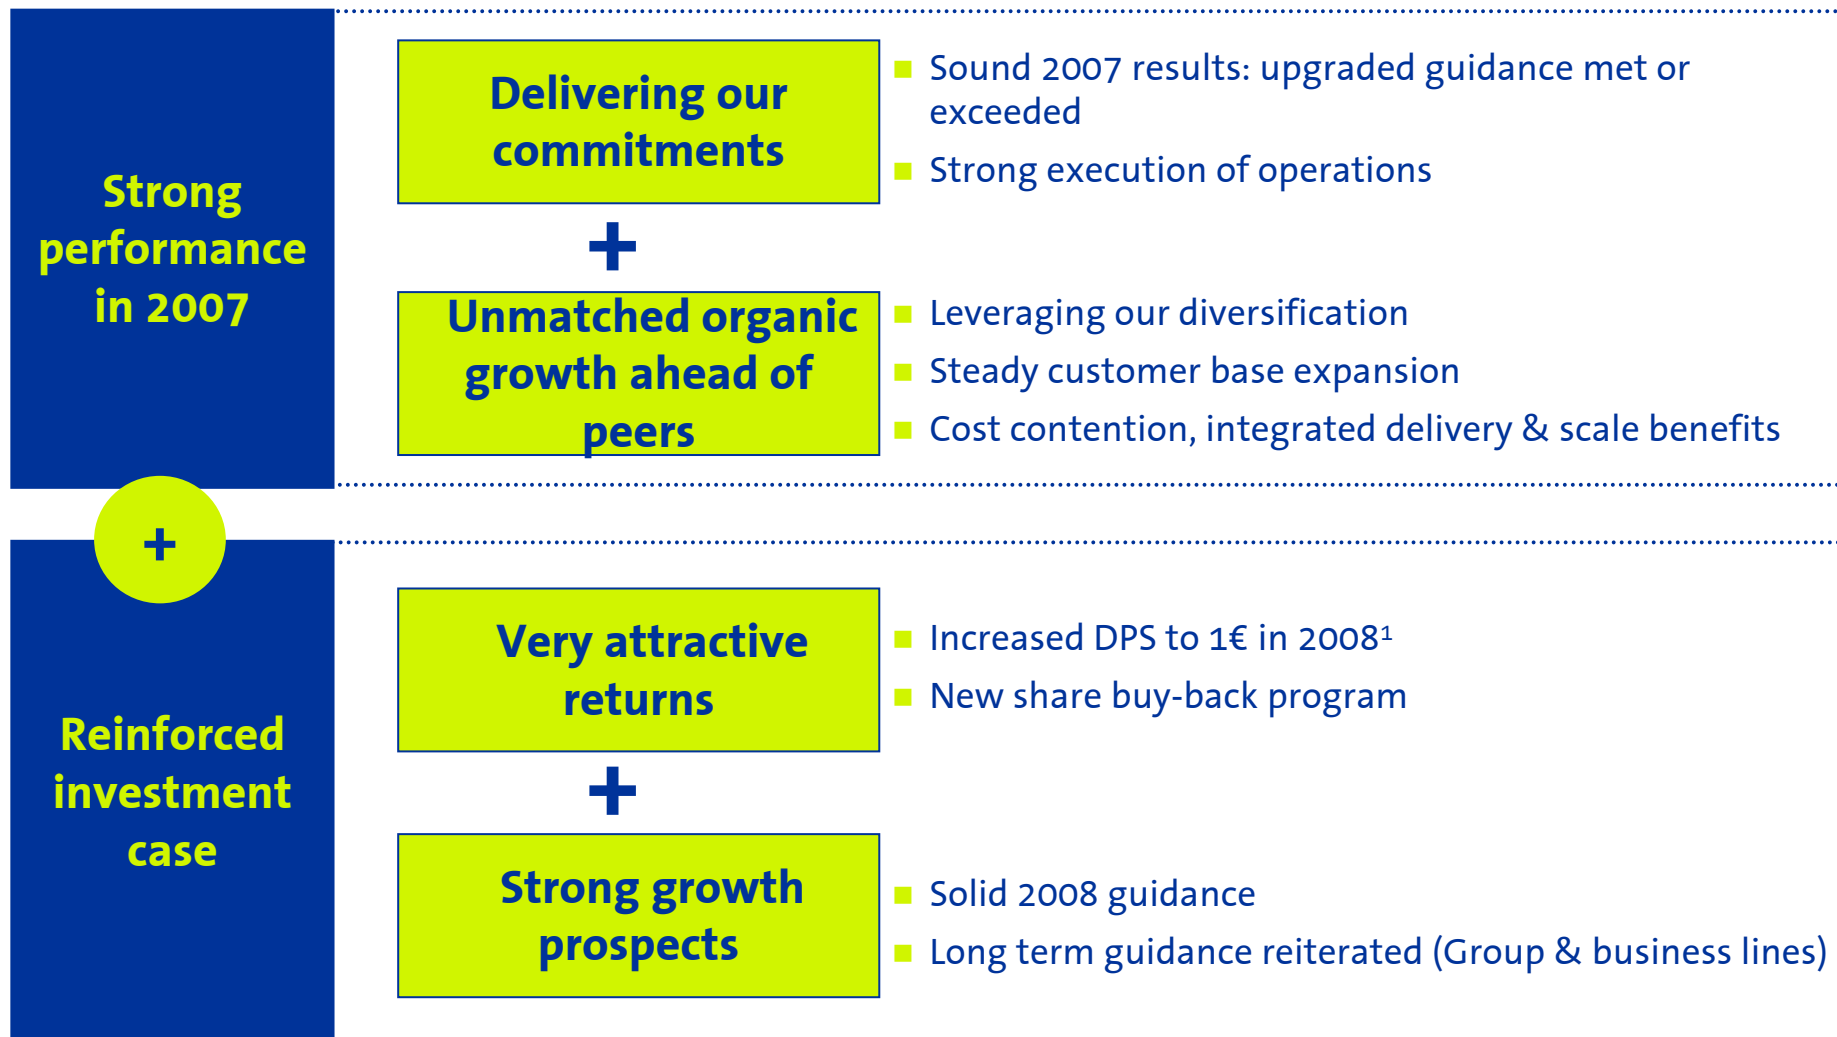 Strong
performance
in 2007
Delivering our
commitments
Sound 2007 results: upgraded guidance met or
exceeded
Strong execution of operations
+
Unmatched organic
growth ahead of
peers
Leveraging our diversification
Steady customer base expansion
Cost contention, integrated delivery & scale benefits
+
Reinforced
investment
case
Very attractive
returns
Increased DPS to 1€ in 2008¹
New share buy-back program
+
Strong growth
prospects
Solid 2008 guidance
Long term guidance reiterated (Group & business lines)